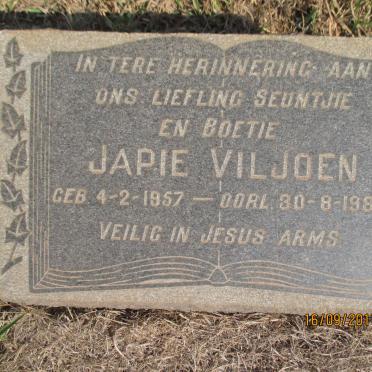 IN TERE HERINNERING AAN
ONS LIEFLING SEUNTJIE
EN BOETIE
JAPIE VILJOEN
GEB. 4-2-1957 — OORL. 30-8-196
VEILIG IN JESUS ARMS
16/09/201